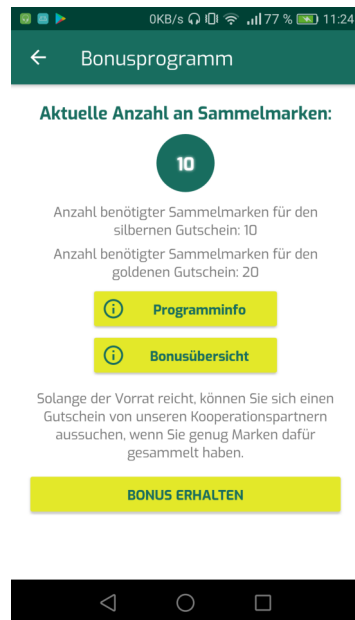 0KB/s 77 % 11:24
Bonusprogramm
Aktuelle Anzahl an Sammelmarken:
10
Anzahl benötigter Sammelmarken für den
silbernen Gutschein: 10
Anzahl benötigter Sammelmarken für den
goldenen Gutschein: 20
Programminfo
Bonusübersicht
Solange der Vorrat reicht, können Sie sich einen
Gutschein von unseren Kooperationspartnern
aussuchen, wenn Sie genug Marken dafür
gesammelt haben.
BONUS ERHALTEN